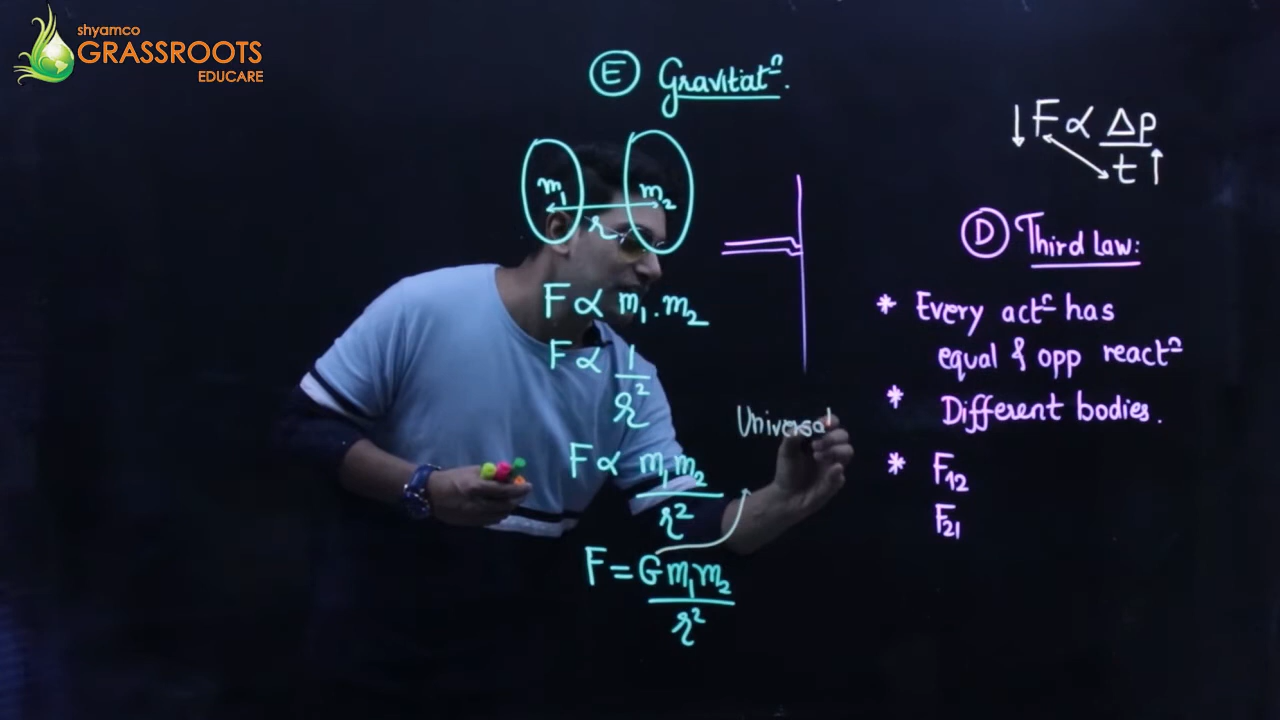 shyamco
GRASSROOTS
EDUCARE
E Gravitatⁿ.
m₁ m₂
r
F ∝ m₁.m₂
F ∝ 1/r²
F ∝ m₁m₂/r²
F = Gm₁m₂/r²
Universal
↓F ∝ Δp/t↑
D Third Law:
* Every actⁿ has
equal & opp reactⁿ
* Different bodies.
* F₁₂
F₂₁